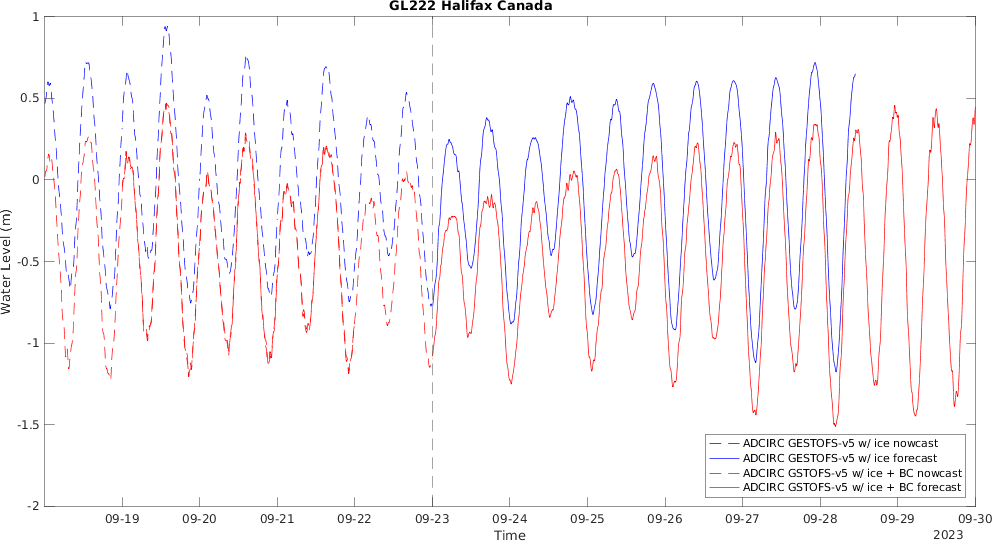 GL222 Halifax Canada
1
0.5
0
-0.5
-1
-1.5
-2
Water Level (m)
ADCIRC GESTOFS-v5 w/ ice nowcast
ADCIRC GESTOFS-v5 w/ ice forecast
ADCIRC GSTOFS-v5 w/ ice + BC nowcast
ADCIRC GSTOFS-v5 w/ ice + BC forecast
09-19 09-20 09-21 09-22 09-23 09-24 09-25 09-26 09-27 09-28 09-29 09-30
Time
2023